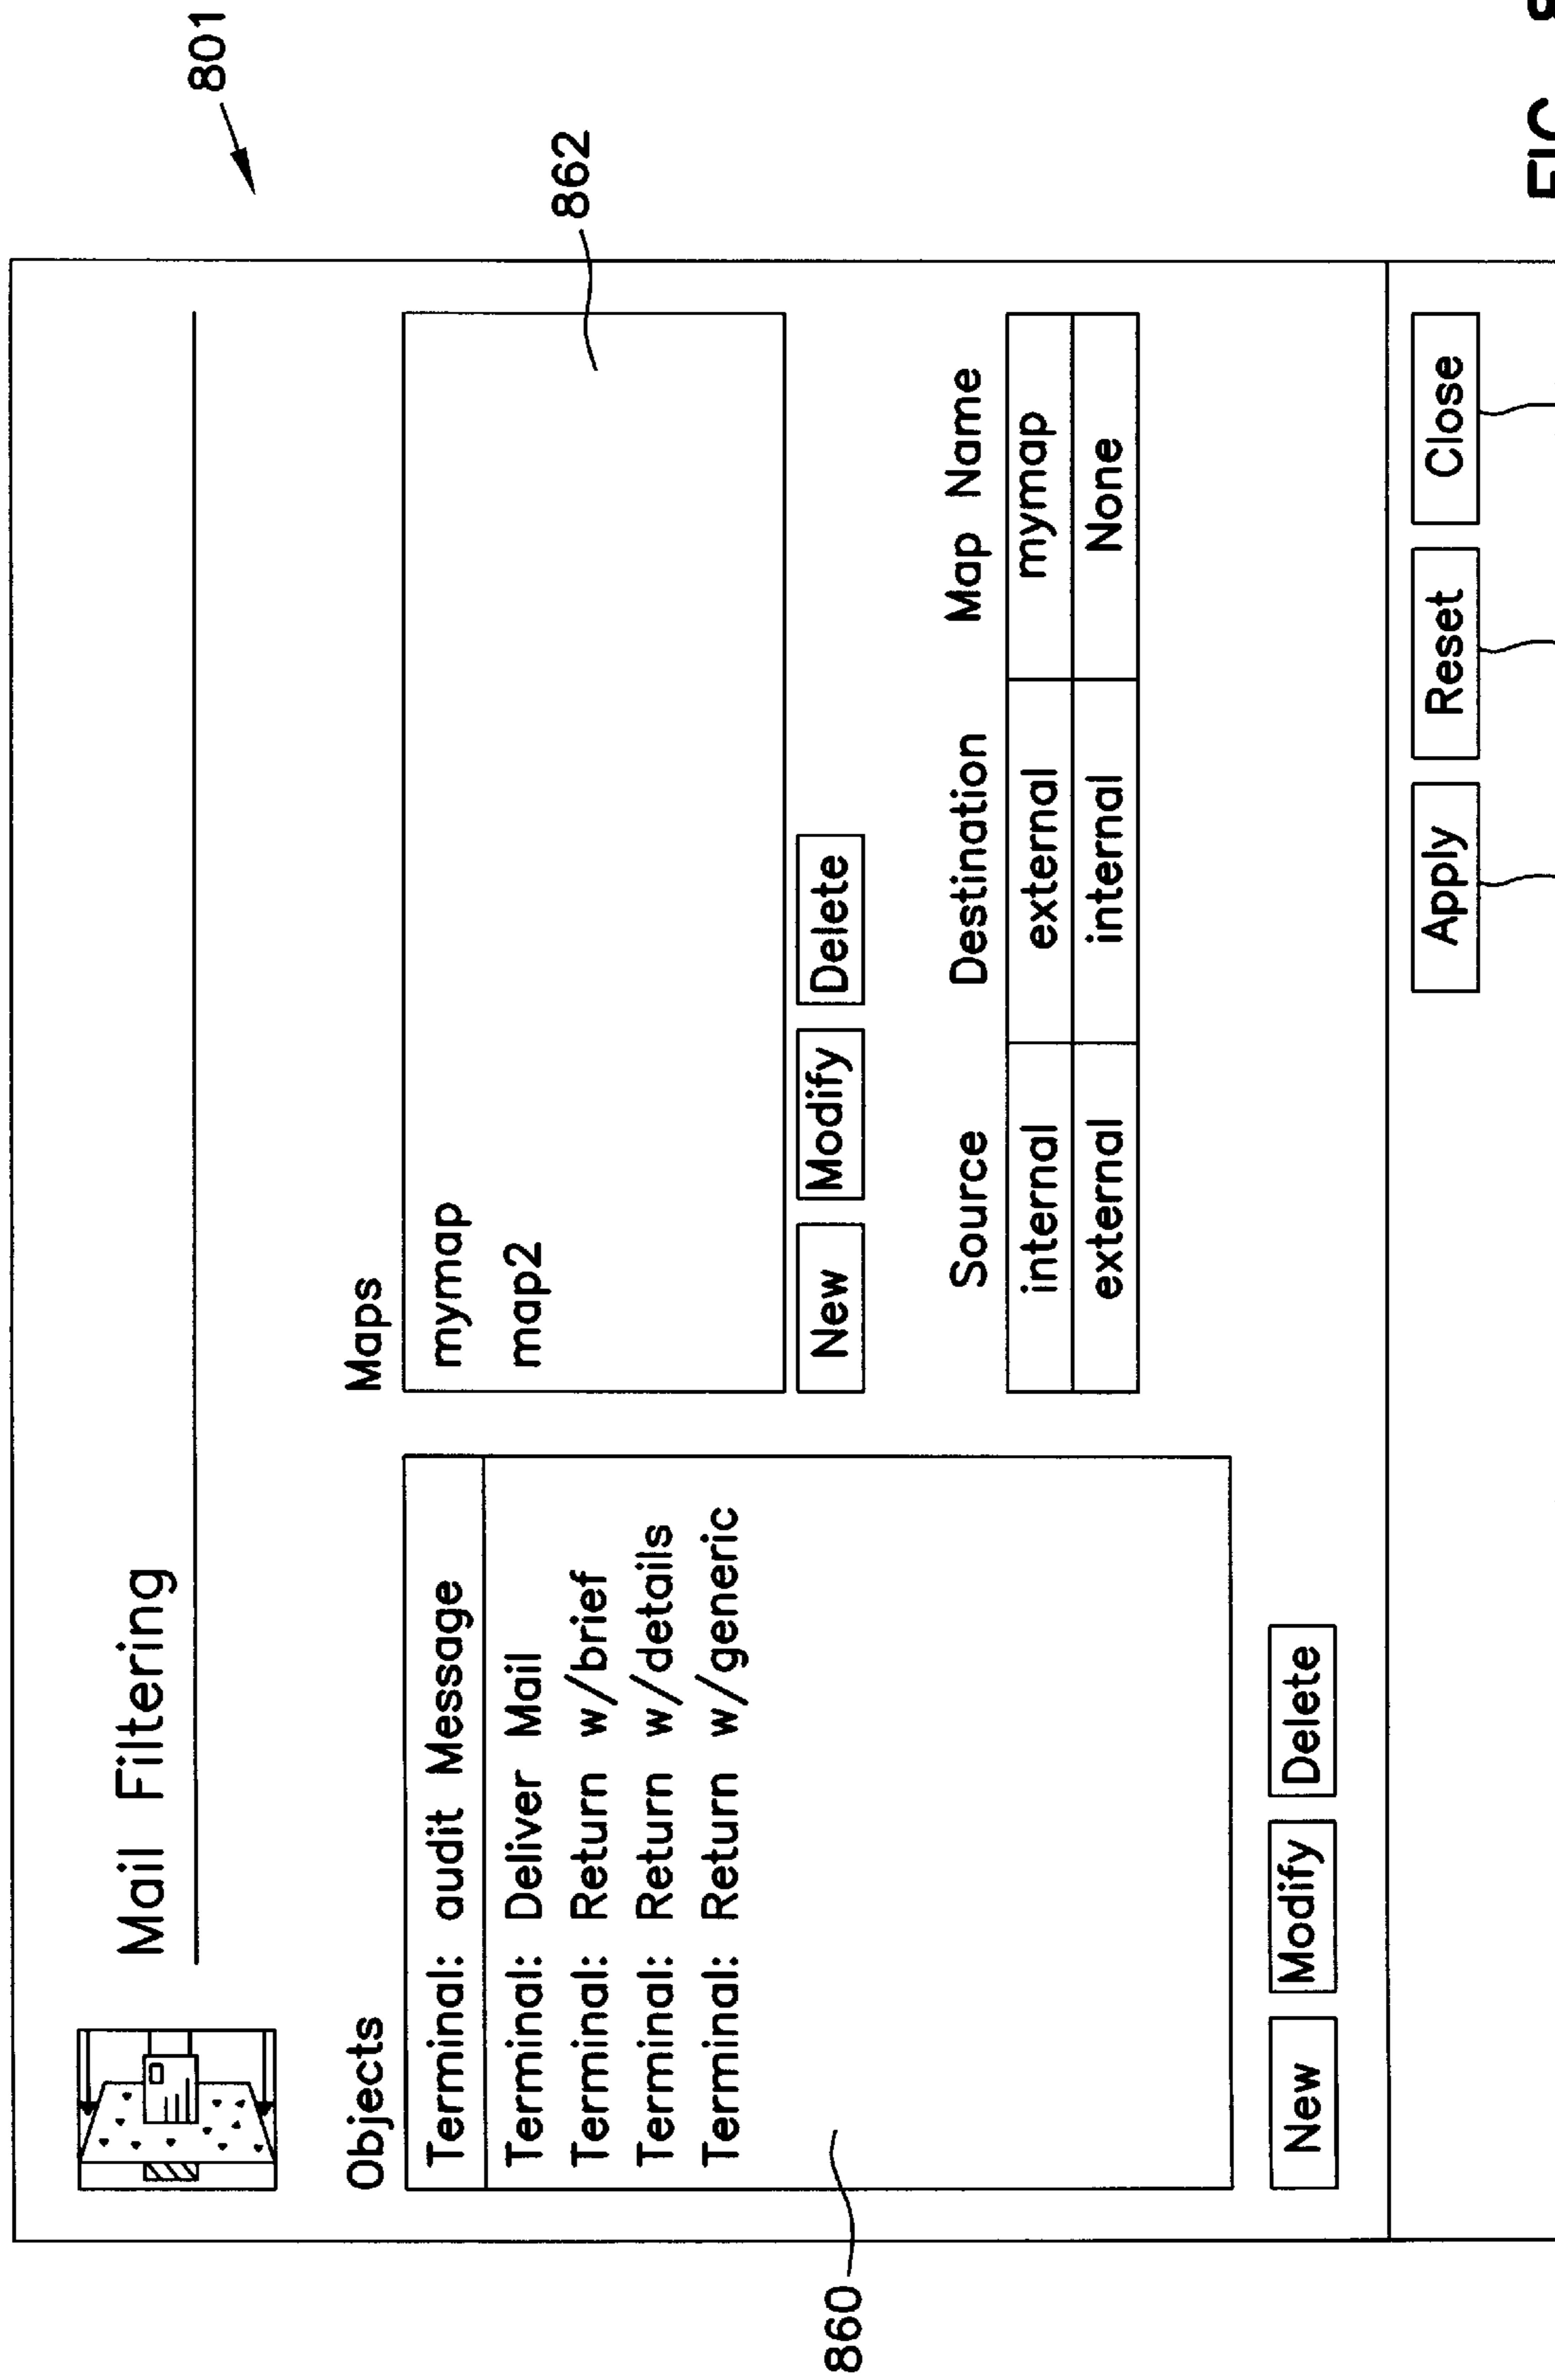 801
Mail Filtering
Objects
Terminal: audit Message
Terminal: Deliver Mail
Terminal: Return w/brief
Terminal: Return w/details
Terminal: Return w/generic
860
New Modify Delete
Maps
mymap
map2
862
New Modify Delete
Source Destination Map Name
internal external mymap
external internal None
Apply Reset Close